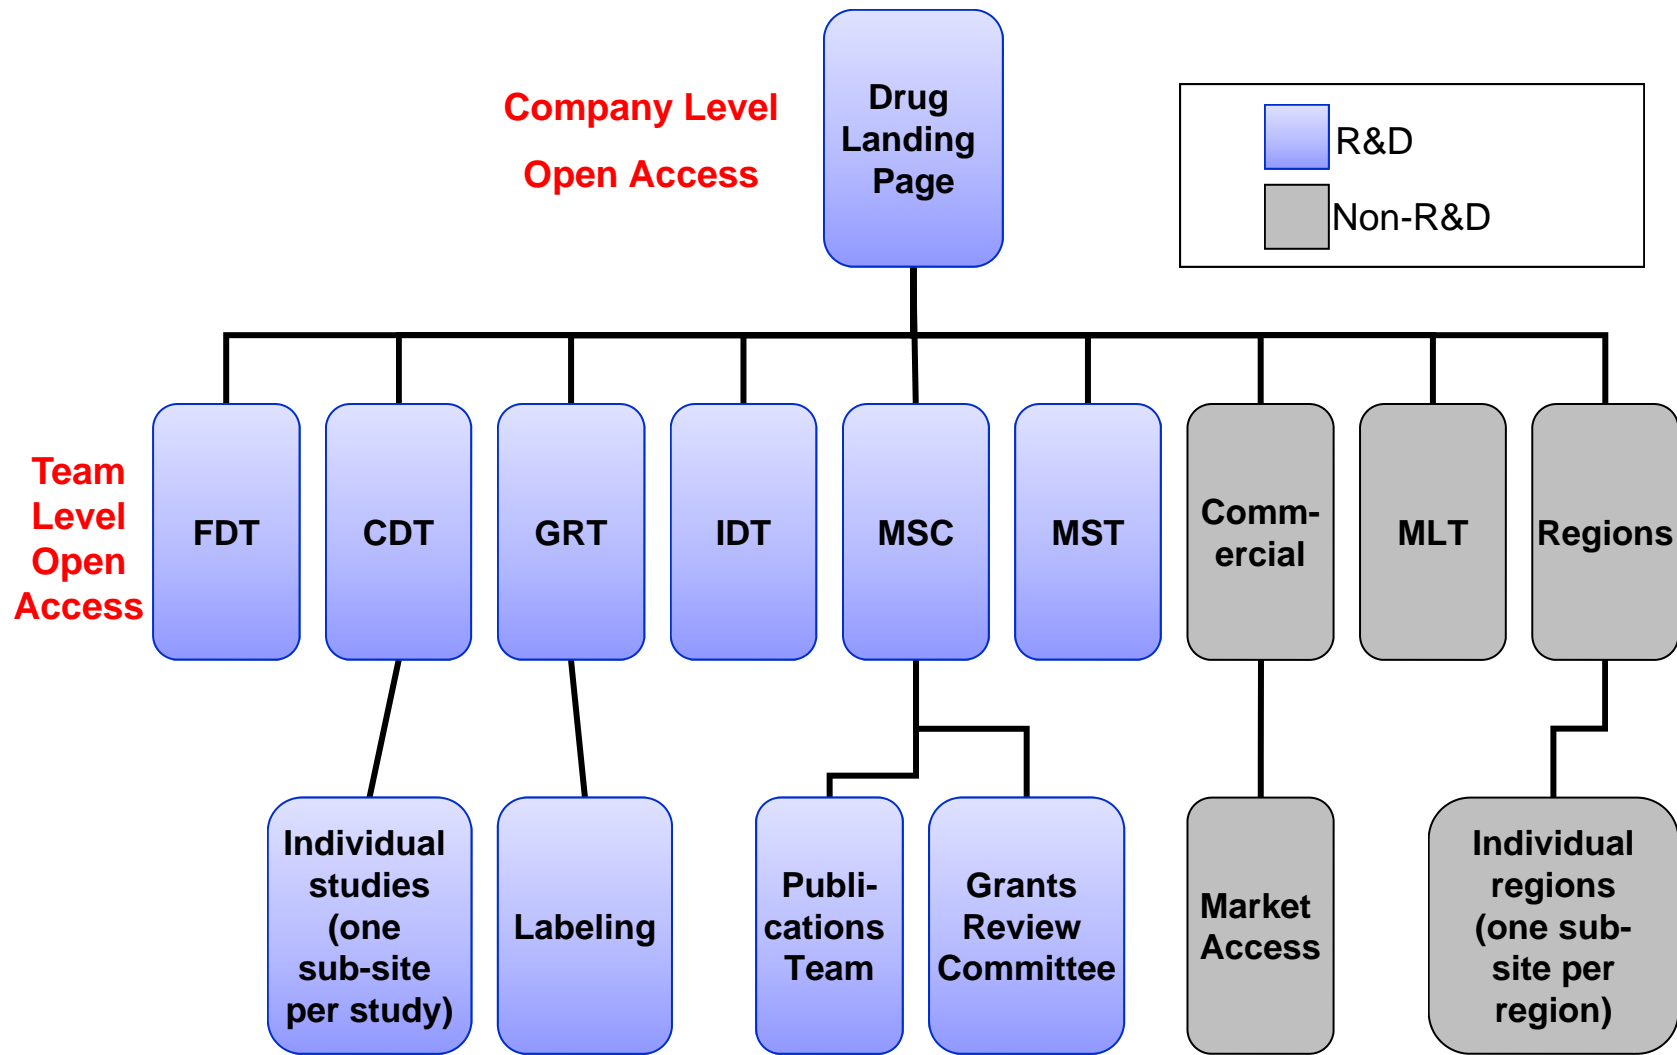 Company Level
Open Access
Drug
Landing
Page
R&D
Non-R&D
Team
Level
Open
Access
FDT
CDT
GRT
IDT
MSC
MST
Comm-
ercial
MLT
Regions
Individual
studies
(one
sub-site
per study)
Labeling
Publi-
cations
Team
Grants
Review
Committee
Market
Access
Individual
regions
(one sub-
site per
region)